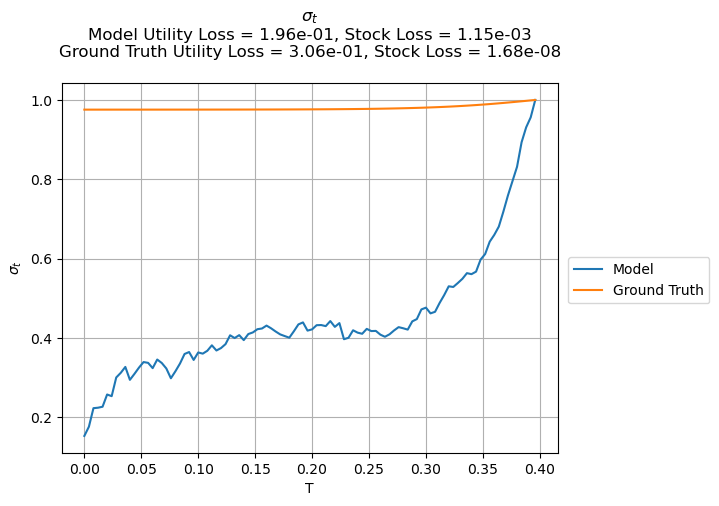 σt
Model Utility Loss = 1.96e-01, Stock Loss = 1.15e-03
Ground Truth Utility Loss = 3.06e-01, Stock Loss = 1.68e-08
1.0
0.8
0.6
0.4
0.2
σt
0.00 0.05 0.10 0.15 0.20 0.25 0.30 0.35 0.40
T
Model
Ground Truth